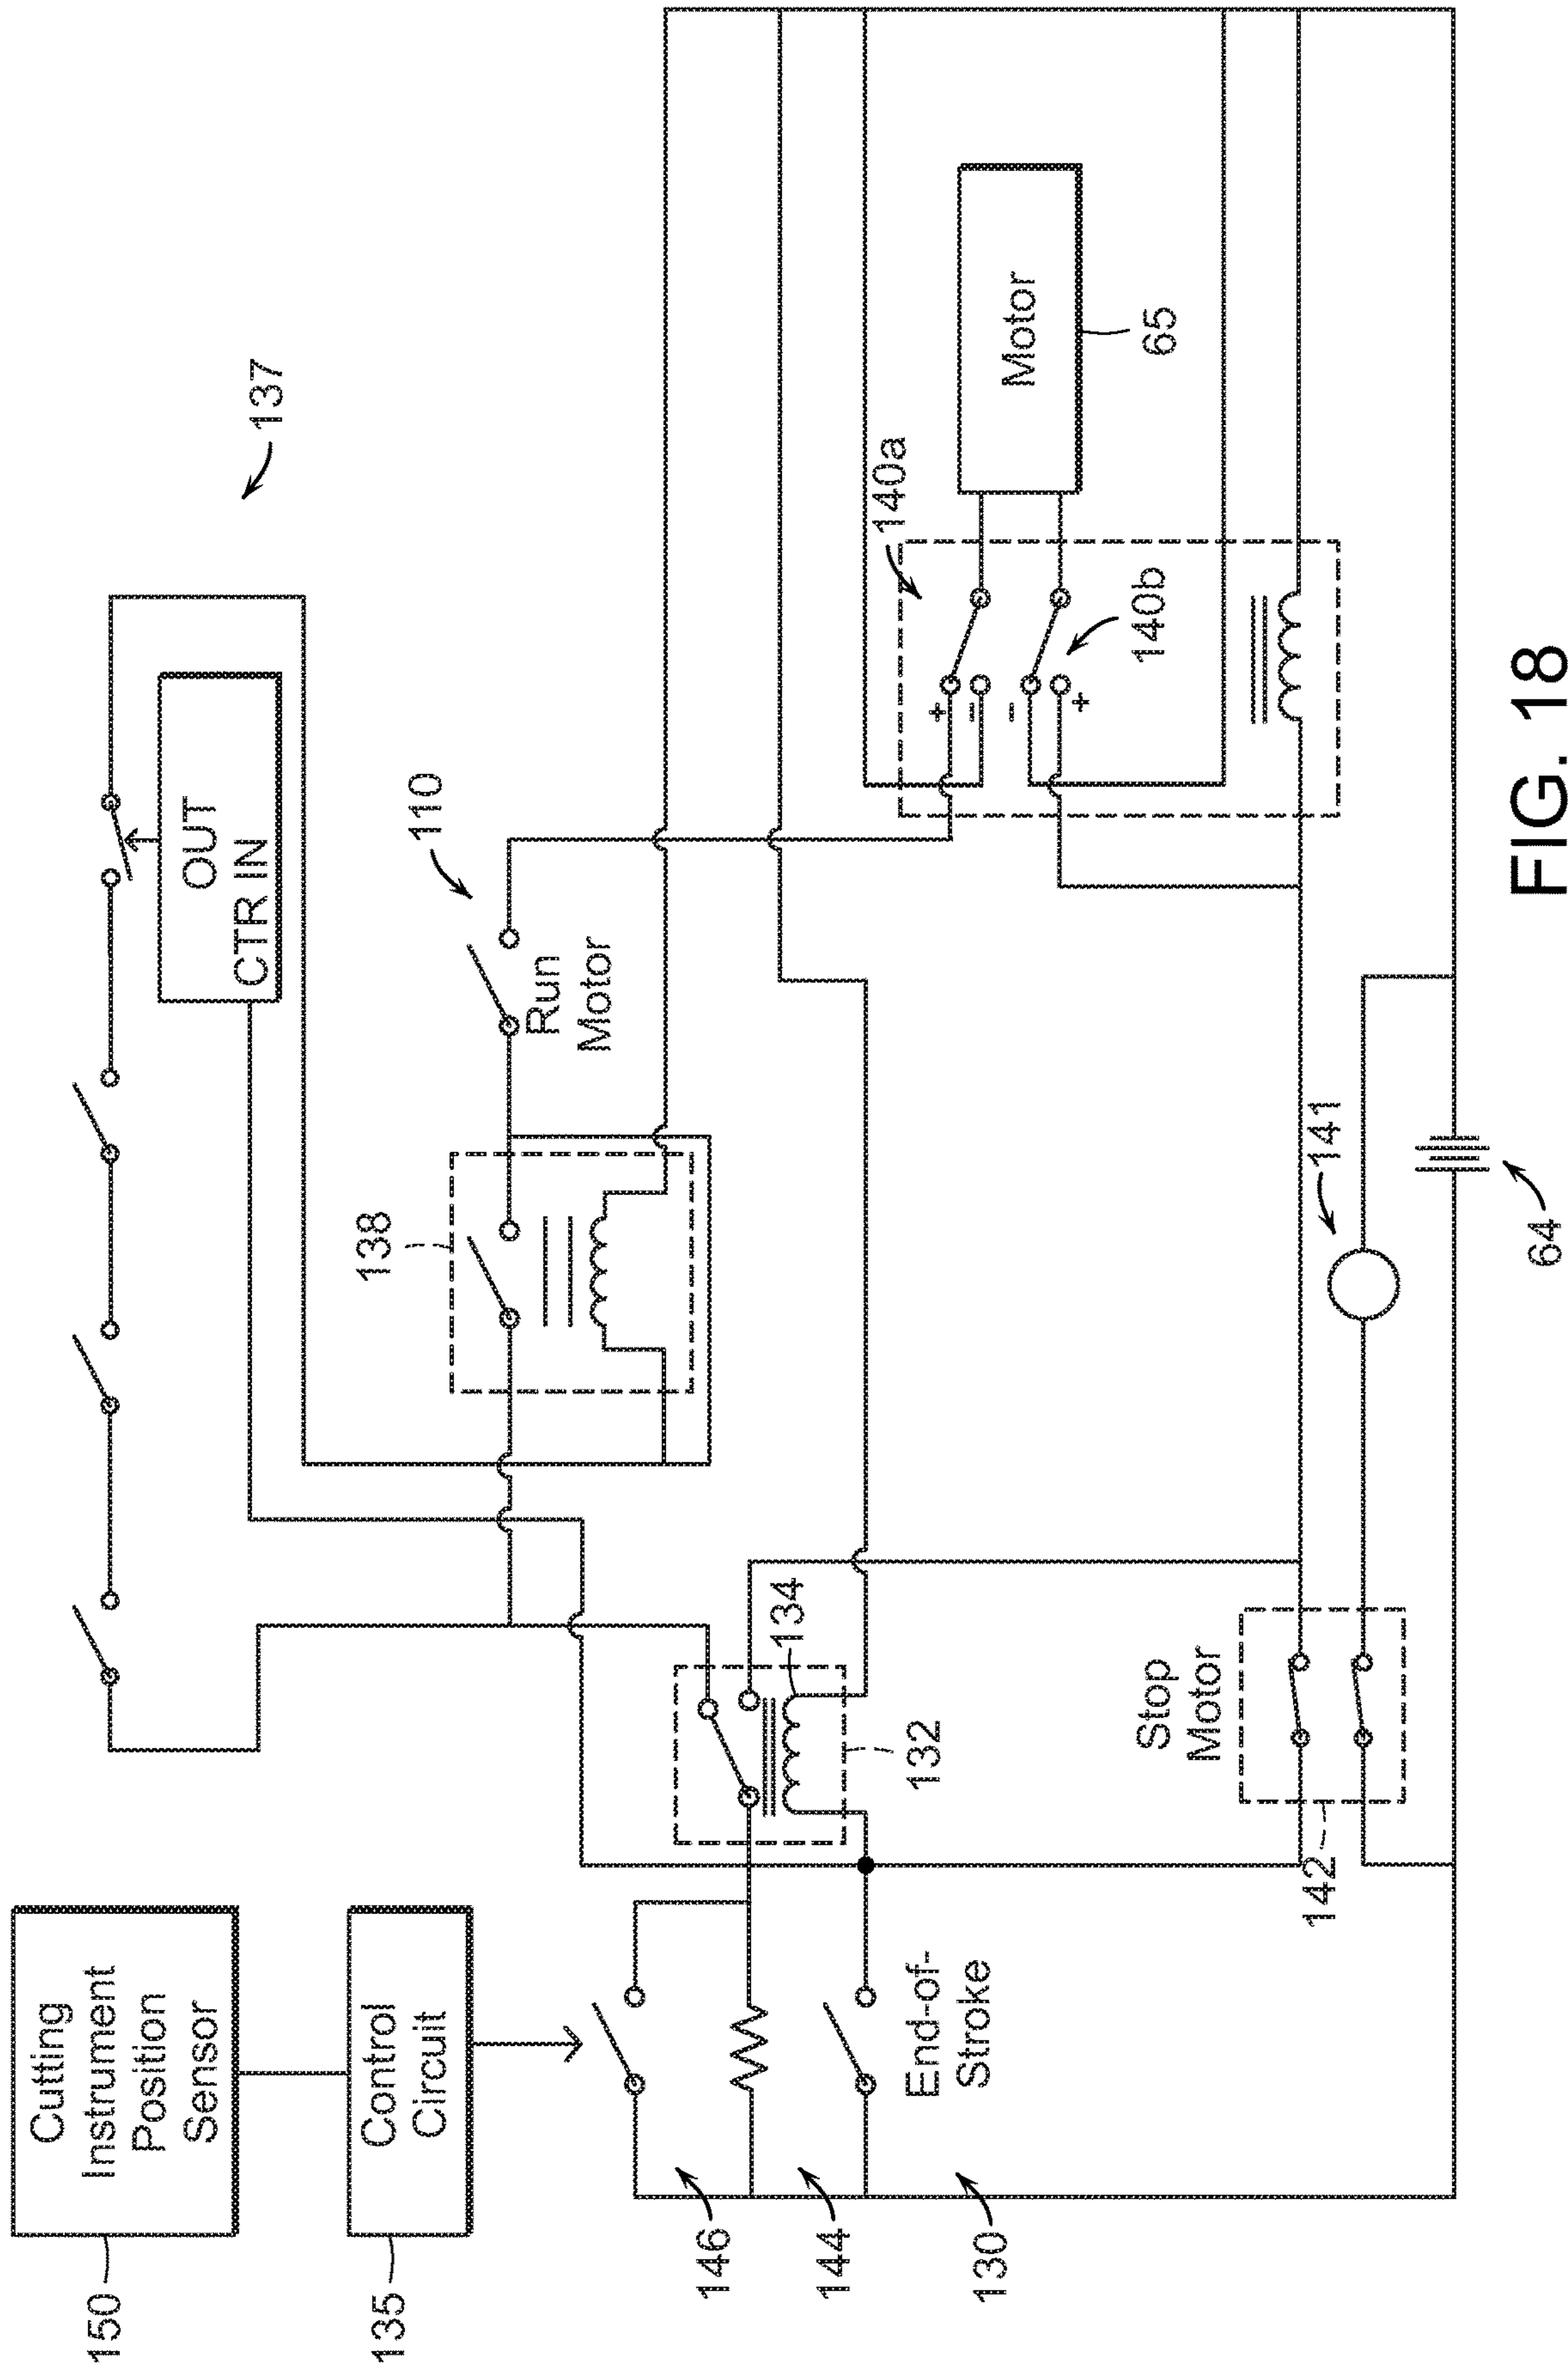 150
Cutting
Instrument
Position
Sensor
135
Control
Circuit
146
144
130
End-of-
Stroke
132
134
142
Stop
Motor
138
141
64
110
Run
Motor
OUT
CTR IN
137
140a
140b
+
−
−
+
Motor
65
FIG. 18